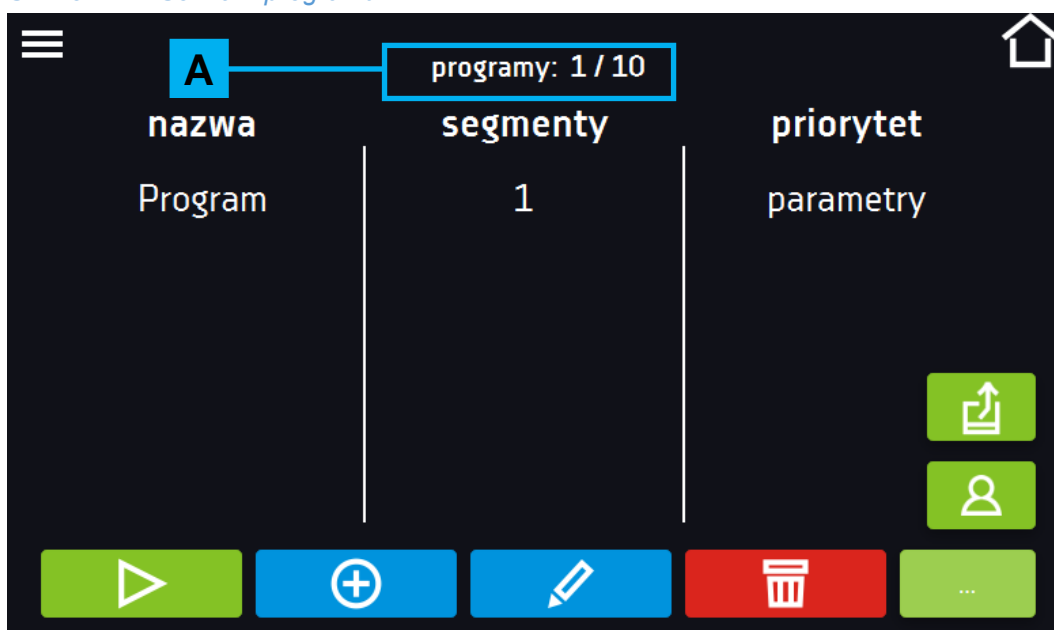 A
programy: 1 / 10
nazwa segmenty priorytet
Program 1 parametry
...